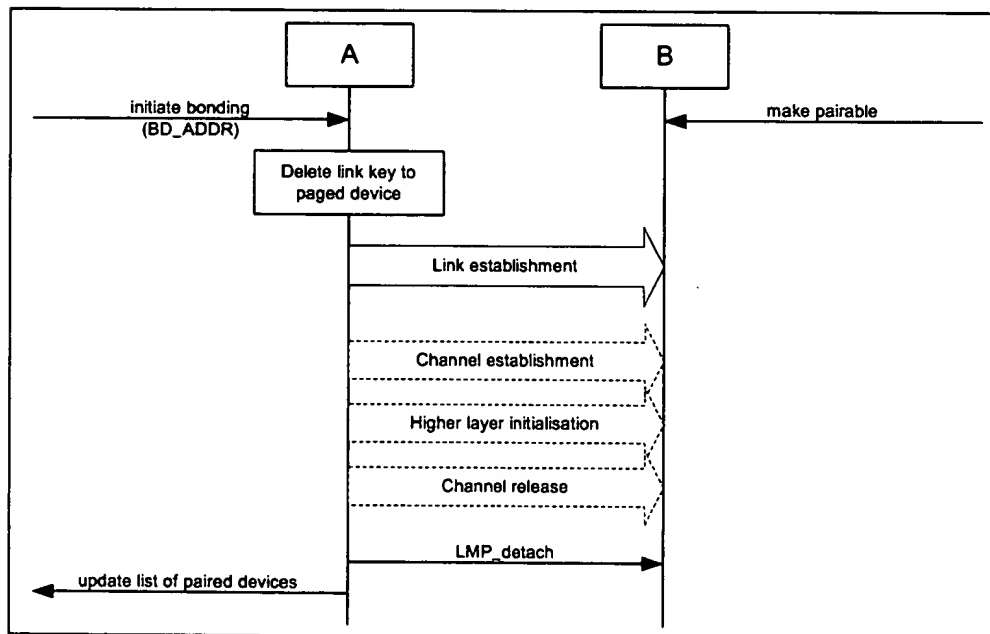 A
B
initiate bonding
(BD_ADDR)
make pairable
Delete link key to
paged device
Link establishment
Channel establishment
Higher layer initialisation
Channel release
LMP_detach
update list of paired devices